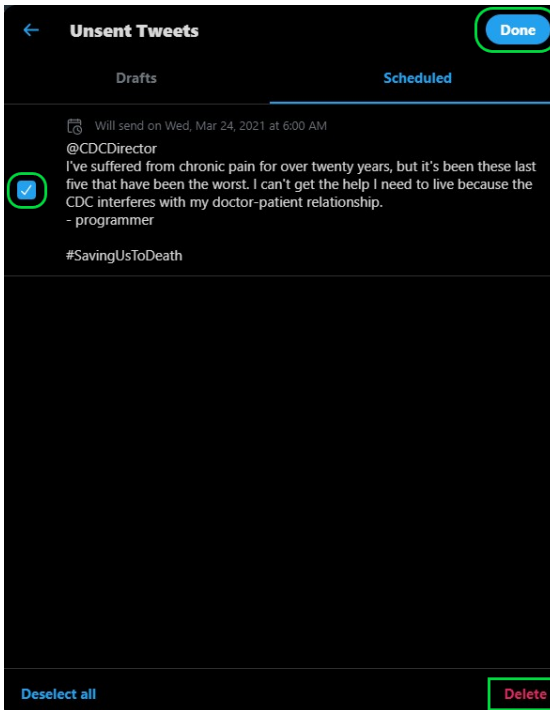 Unsent Tweets
Done
Drafts
Scheduled
Will send on Wed, Mar 24, 2021 at 6:00 AM
@CDCDirector
I've suffered from chronic pain for over twenty years, but it's been these last
five that have been the worst. I can't get the help I need to live because the
CDC interferes with my doctor-patient relationship.
- programmer
#SavingUsToDeath
Deselect all
Delete